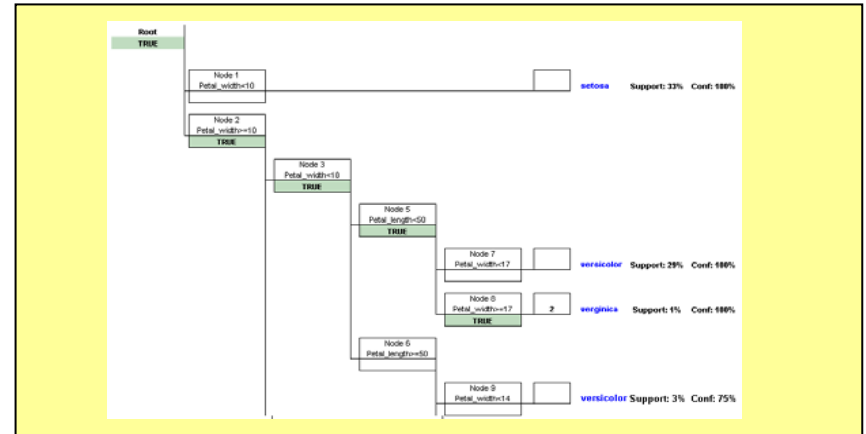 Root
TRUE
Node 1
Petal_width<10
setosa Support: 33% Conf: 100%
Node 2
Petal_width>=10
TRUE
Node 3
Petal_width<18
TRUE
Node 5
Petal_length<50
TRUE
Node 7
Petal_width<17
versicolor Support: 29% Conf: 100%
Node 8
Petal_width>=17 2 verginica Support: 1% Conf: 100%
TRUE
Node 6
Petal_length>=50
Node 9
Petal_width<14
versicolor Support: 3% Conf: 75%